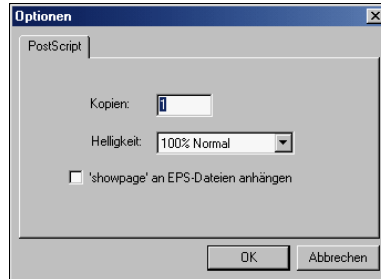 Optionen
PostScript
Kopien: 1
Helligkeit: 100% Normal
'showpage' an EPS-Dateien anhängen
OK Abbrechen